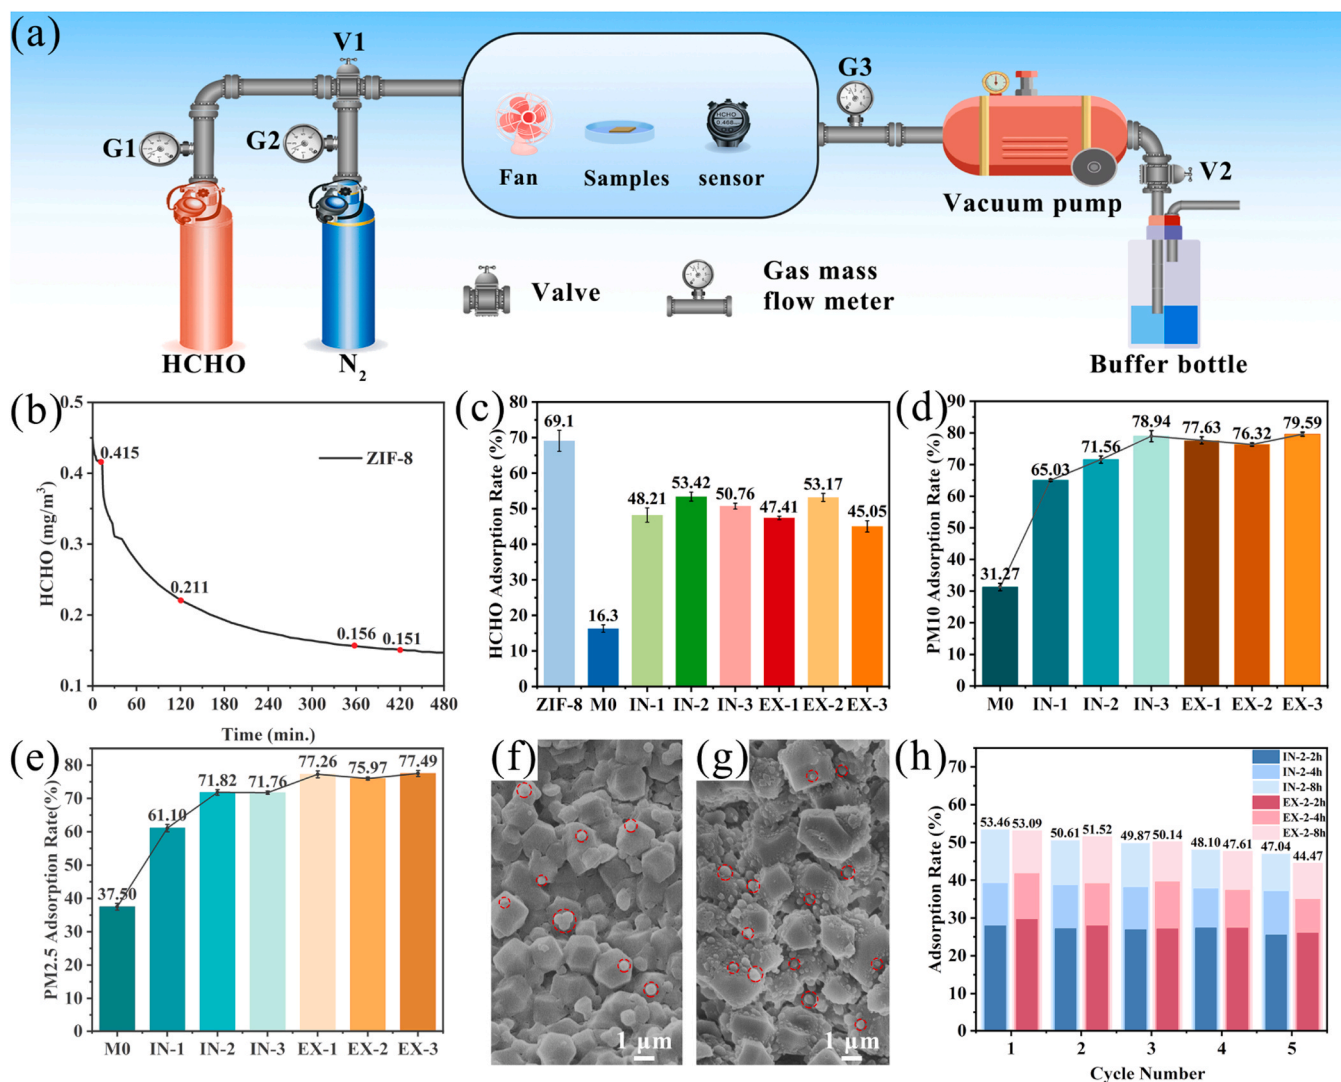 (a)
V1
G1
G2
G3
V2
HCHO
0.468
Fan
Samples
sensor
Vacuum pump
Valve
Gas mass
flow meter
HCHO
N2
Buffer bottle
(b)
HCHO (mg/m3)
0.5
0.4
0.3
0.2
0.1
0.415
0.211
0.156
0.151
ZIF-8
0 60 120 180 240 300 360 420 480
Time (min.)
(c)
HCHO Adsorption Rate (%)
80
70
60
50
40
30
20
10
0
69.1
16.3
48.21
53.42
50.76
47.41
53.17
45.05
ZIF-8 M0 IN-1 IN-2 IN-3 EX-1 EX-2 EX-3
(d)
PM10 Adsorption Rate (%)
90
80
70
60
50
40
30
20
10
0
31.27
65.03
71.56
78.94
77.63
76.32
79.59
M0 IN-1 IN-2 IN-3 EX-1 EX-2 EX-3
(e)
PM2.5 Adsorption Rate(%)
80
70
60
50
40
30
20
10
0
37.50
61.10
71.82
71.76
77.26
75.97
77.49
M0 IN-1 IN-2 IN-3 EX-1 EX-2 EX-3
(f)
1 μm
(g)
1 μm
(h)
Adsorption Rate (%)
70
60
50
40
30
20
10
0
IN-2-2h
IN-2-4h
IN-2-8h
EX-2-2h
EX-2-4h
EX-2-8h
53.46 53.09
50.61 51.52
49.87 50.14
48.10 47.61
47.04 44.47
1 2 3 4 5
Cycle Number